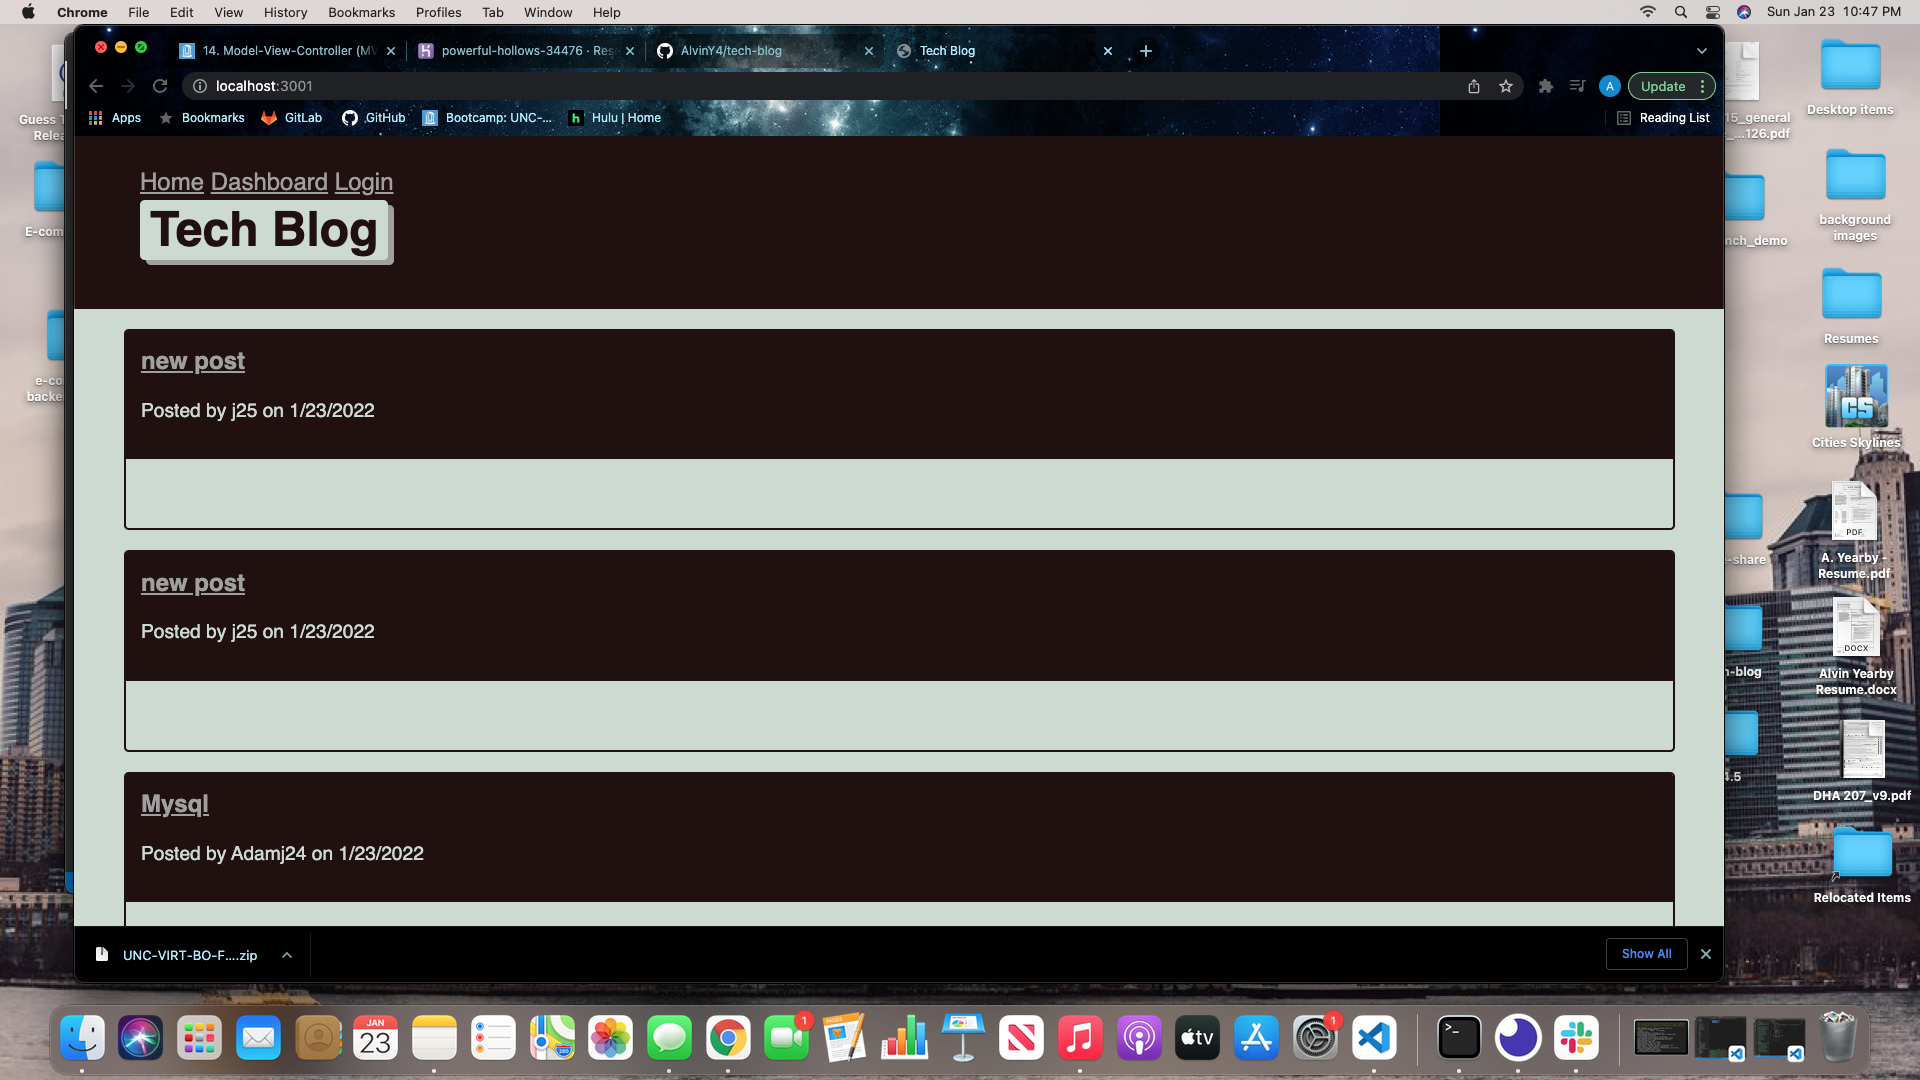 Chrome File Edit View History Bookmarks Profiles Tab Window Help
Sun Jan 23 10:47 PM
14. Model-View-Controller (MV
powerful-hollows-34476 · Res
AlvinY4/tech-blog
Tech Blog
localhost:3001
A
Update
Apps
Bookmarks
GitLab
GitHub
Bootcamp: UNC-...
Hulu | Home
Reading List
Home Dashboard Login
Tech Blog
new post
Posted by j25 on 1/23/2022
new post
Posted by j25 on 1/23/2022
Mysql
Posted by Adamj24 on 1/23/2022
UNC-VIRT-BO-F....zip
Show All
Guess T
Relea
E-com
e-co
backe
15_general
_...126.pdf
nch_demo
e-share
h-blog
4.5
Desktop items
background
images
Resumes
CS
Cities Skylines
PDF
A. Yearby -
Resume.pdf
DOCX
Alvin Yearby
Resume.docx
DHA 207_v9.pdf
Relocated Items
JAN
23
1
tv
1